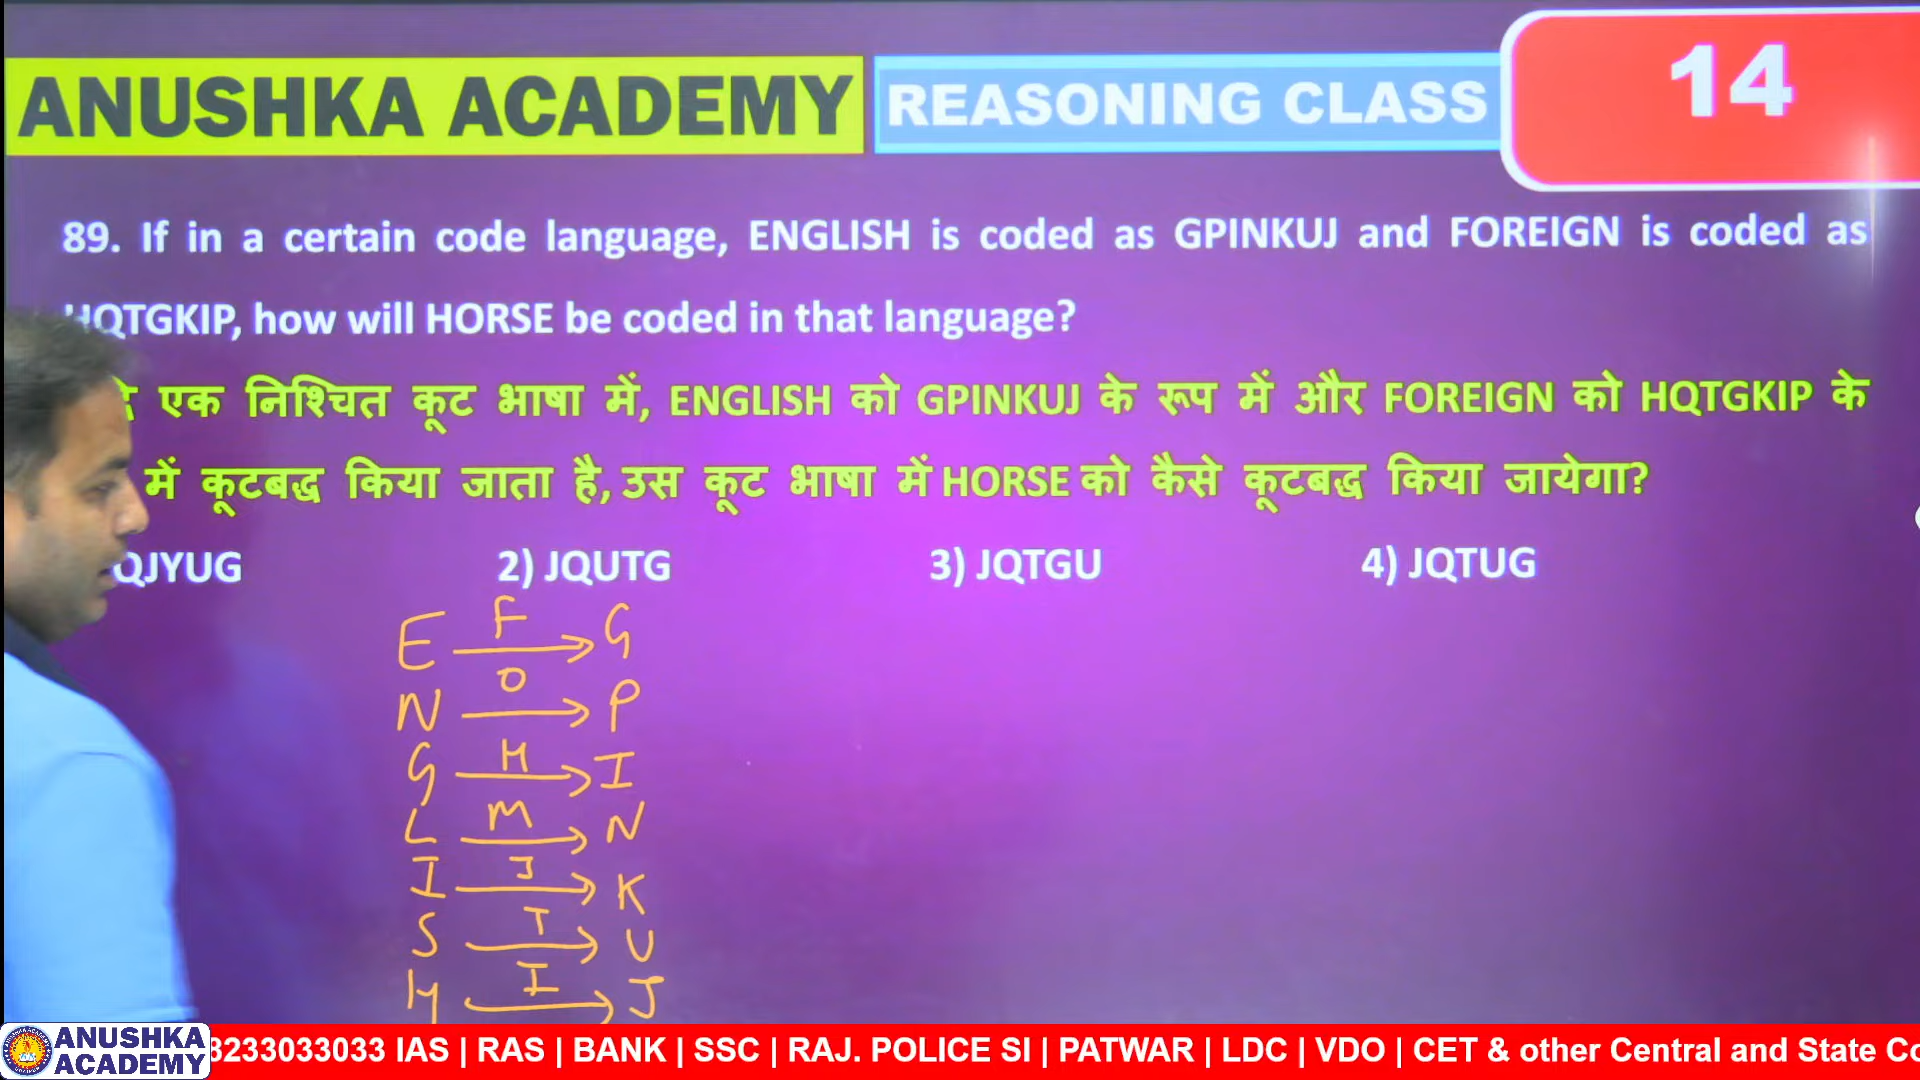 ANUSHKA ACADEMY REASONING CLASS 14
89. If in a certain code language, ENGLISH is coded as GPINKUJ and FOREIGN is coded as
HQTGKIP, how will HORSE be coded in that language?
एक निश्चित कूट भाषा में, ENGLISH को GPINKUJ के रूप में और FOREIGN को HQTGKIP के
में कूटबद्ध किया जाता है, उस कूट भाषा में HORSE को कैसे कूटबद्ध किया जायेगा?
QJYUG 2) JQUTG 3) JQTGU 4) JQTUG
E F G
N O P
G H I
L M N
I J K
S T U
H I J
ANUSHKA
ACADEMY
8233033033 IAS | RAS | BANK | SSC | RAJ. POLICE SI | PATWAR | LDC | VDO | CET & other Central and State Co